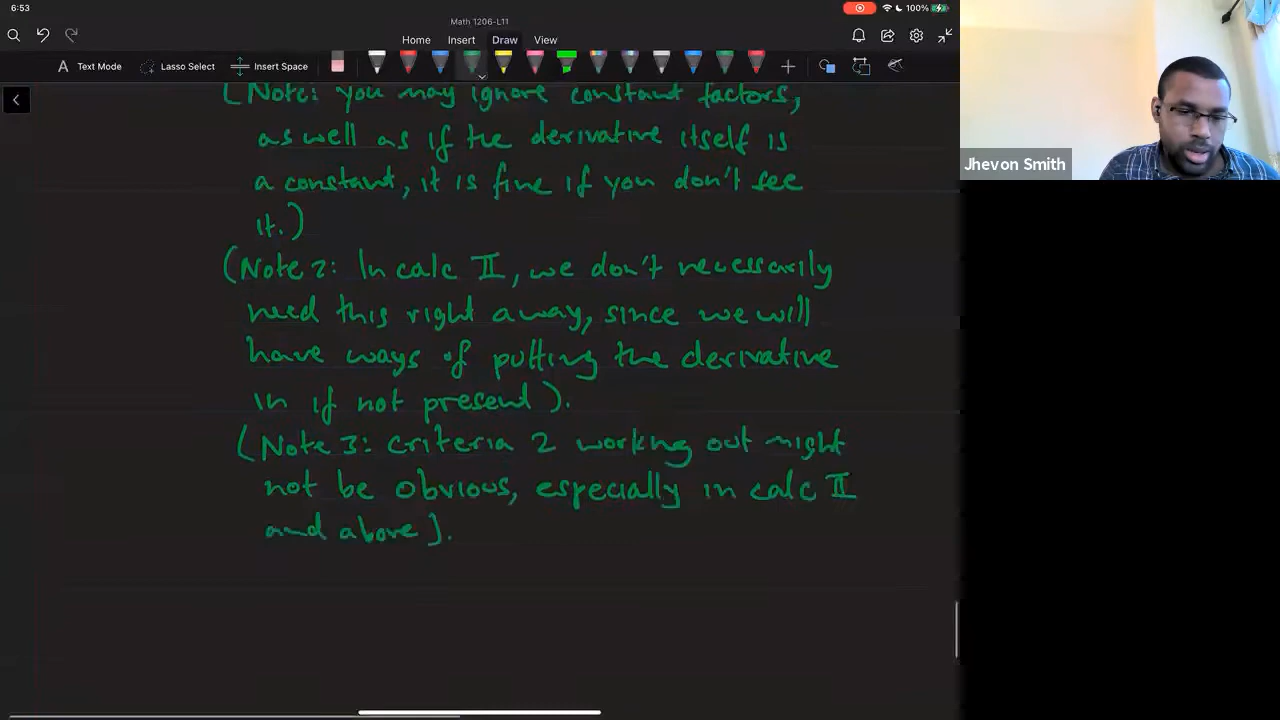 6:53
100%
Math 1206-L11
Home Insert Draw View
Text Mode Lasso Select Insert Space
(Note: you may ignore constant factors,
as well as if the derivative itself is
a constant, it is fine if you don't see
it.)
(Note 2: In calc II, we don't necessarily
need this right away, since we will
have ways of putting the derivative
in if not present).
(Note 3: criteria 2 working out might
not be obvious, especially in calc II
and above].
Jhevon Smith